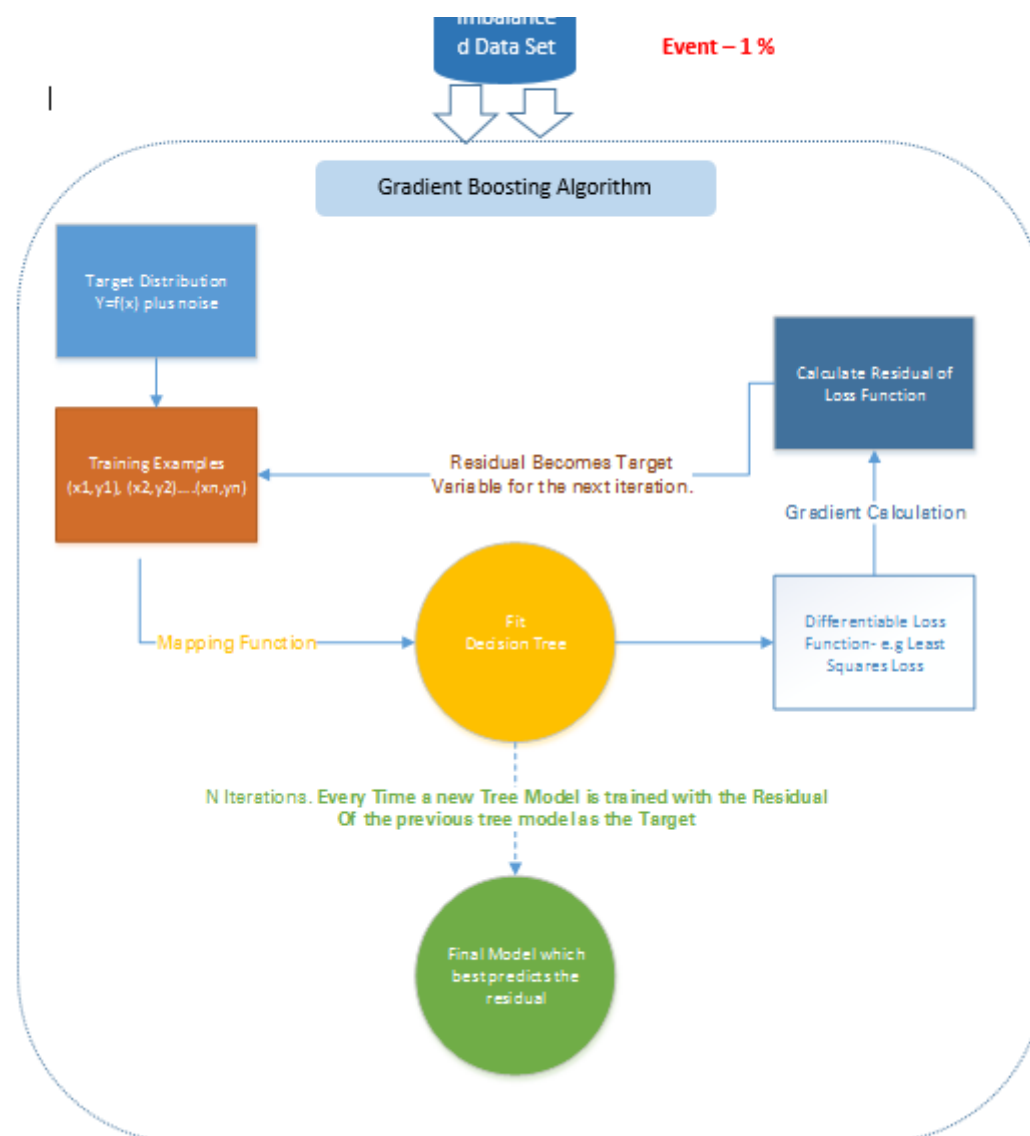 Imbalance
d Data Set
Event – 1 %
Gradient Boosting Algorithm
Target Distribution
Y=f(x) plus noise
Calculate Residual of
Loss Function
Training Examples
(x1,y1), (x2,y2)....(xn,yn)
Residual Becomes Target
Variable for the next iteration.
Gradient Calculation
Fit
Decision Tree
Mapping Function
Differentiable Loss
Function- e.g Least
Squares Loss
N Iterations. Every Time a new Tree Model is trained with the Residual
Of the previous tree model as the Target
Final Model which
best predicts the
residual